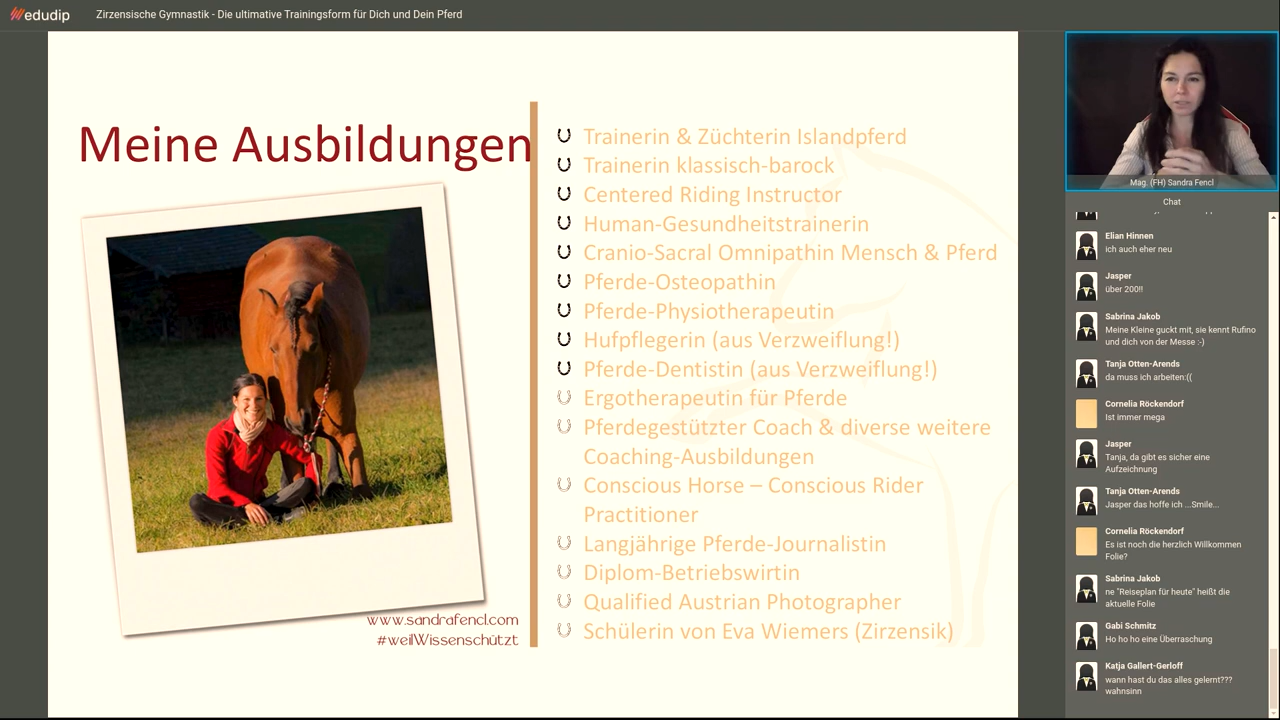 edudip
Zirzensische Gymnastik - Die ultimative Trainingsform für Dich und Dein Pferd
Meine Ausbildungen
www.sandrafencl.com
#weilWissenschützt
Trainerin & Züchterin Islandpferd
Trainerin klassisch-barock
Centered Riding Instructor
Human-Gesundheitstrainerin
Cranio-Sacral Omnipathin Mensch & Pferd
Pferde-Osteopathin
Pferde-Physiotherapeutin
Hufpflegerin (aus Verzweiflung!)
Pferde-Dentistin (aus Verzweiflung!)
Ergotherapeutin für Pferde
Pferdegestützter Coach & diverse weitere
Coaching-Ausbildungen
Conscious Horse – Conscious Rider
Practitioner
Langjährige Pferde-Journalistin
Diplom-Betriebswirtin
Qualified Austrian Photographer
Schülerin von Eva Wiemers (Zirzensik)
Mag. (FH) Sandra Fencl
Chat
Elian Hinnen
ich auch eher neu
Jasper
über 200!!
Sabrina Jakob
Meine Kleine guckt mit, sie kennt Rufino
und dich von der Messe :-)
Tanja Otten-Arends
da muss ich arbeiten:((
Cornelia Röckendorf
Ist immer mega
Jasper
Tanja, da gibt es sicher eine
Aufzeichnung
Tanja Otten-Arends
Jasper das hoffe ich ...Smile...
Cornelia Röckendorf
Es ist noch die herzlich Willkommen
Folie?
Sabrina Jakob
ne "Reiseplan für heute" heißt die
aktuelle Folie
Gabi Schmitz
Ho ho ho eine Überraschung
Katja Gallert-Gerloff
wann hast du das alles gelernt???
wahnsinn